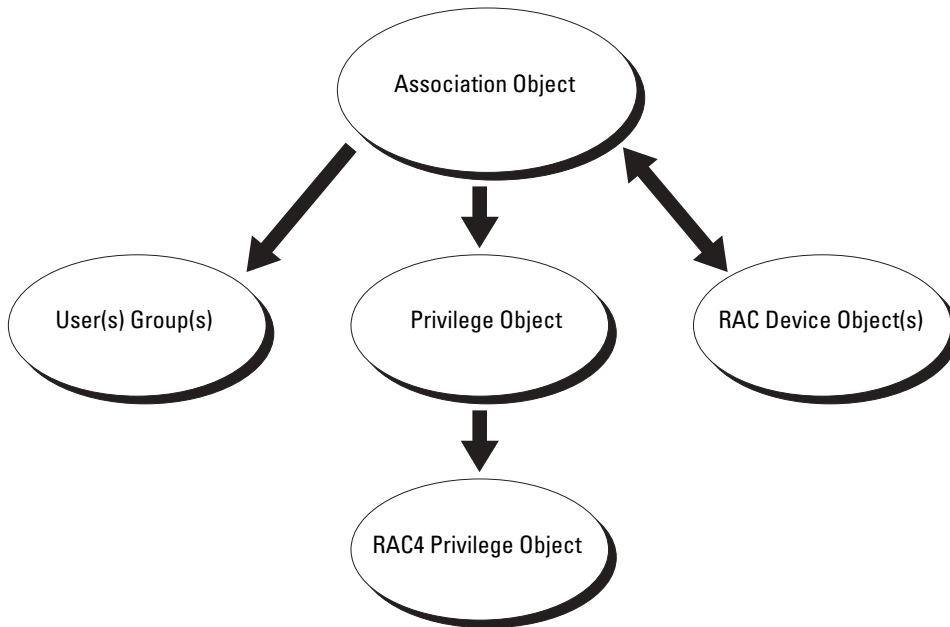 Association Object
User(s) Group(s)
Privilege Object
RAC Device Object(s)
RAC4 Privilege Object